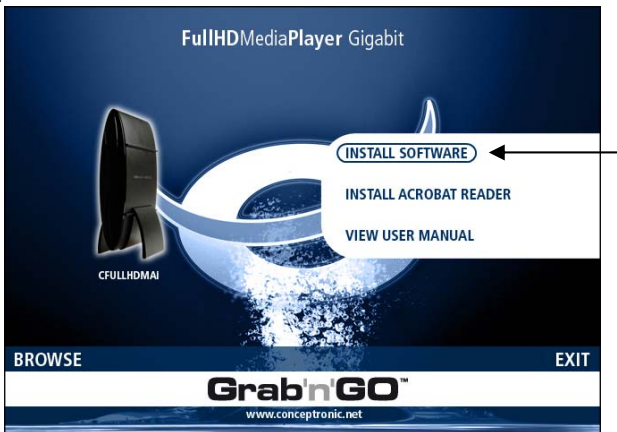 FullHDMediaPlayer Gigabit
INSTALL SOFTWARE
INSTALL ACROBAT READER
VIEW USER MANUAL
CFULLHDMAI
BROWSE
EXIT
Grab'n'GO™
www.conceptronic.net